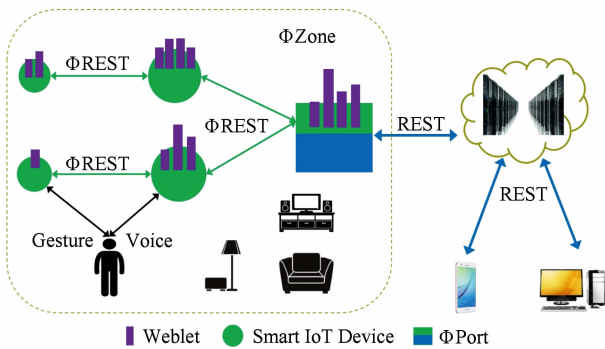 ΦZone
ΦREST
ΦREST
REST
ΦREST
REST
Gesture
Voice
Weblet
Smart IoT Device
ΦPort